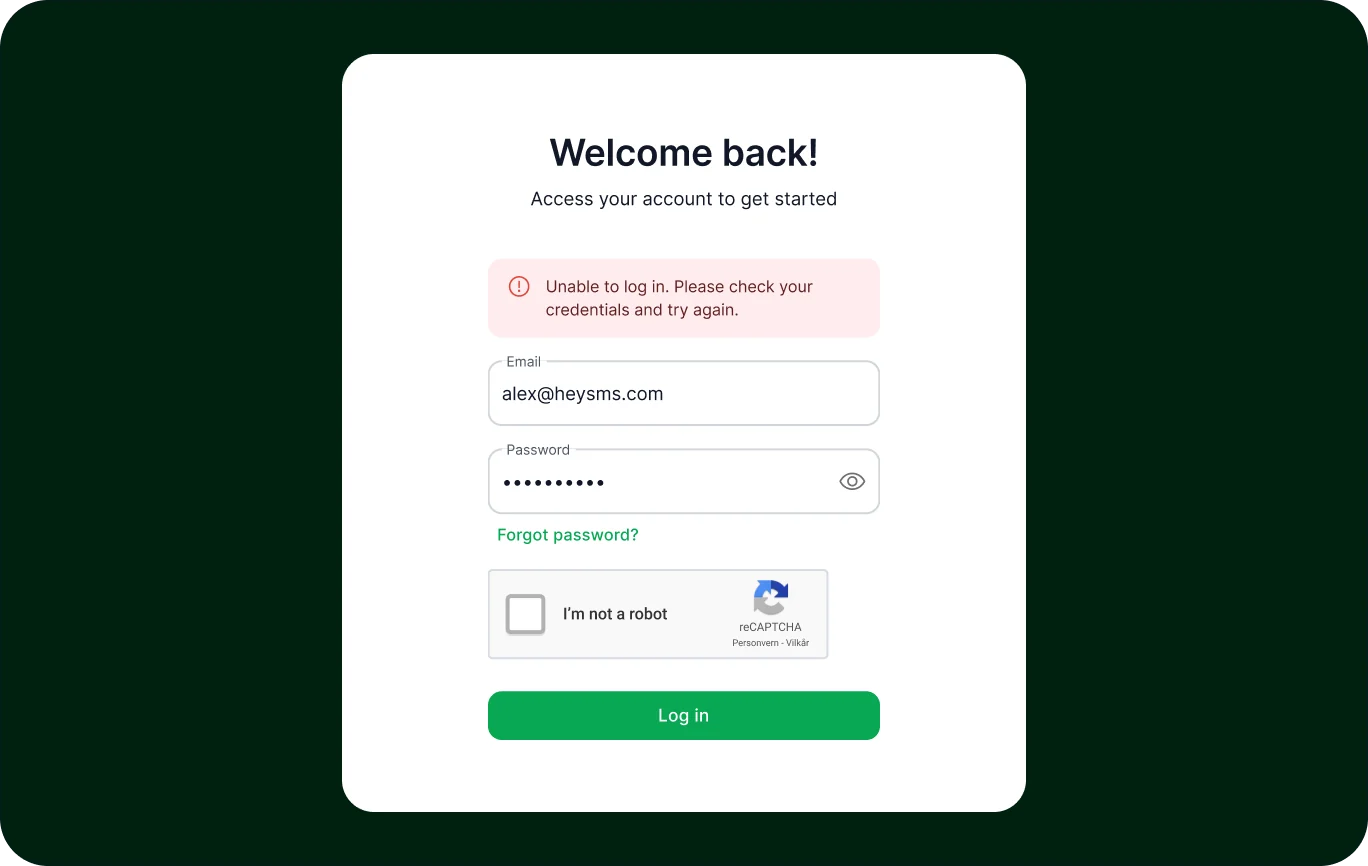 Welcome back!
Access your account to get started
Unable to log in. Please check your
credentials and try again.
Email
alex@heysms.com
Password
••••••••••
Forgot password?
I’m not a robot
reCAPTCHA
Personvern - Vilkår
Log in